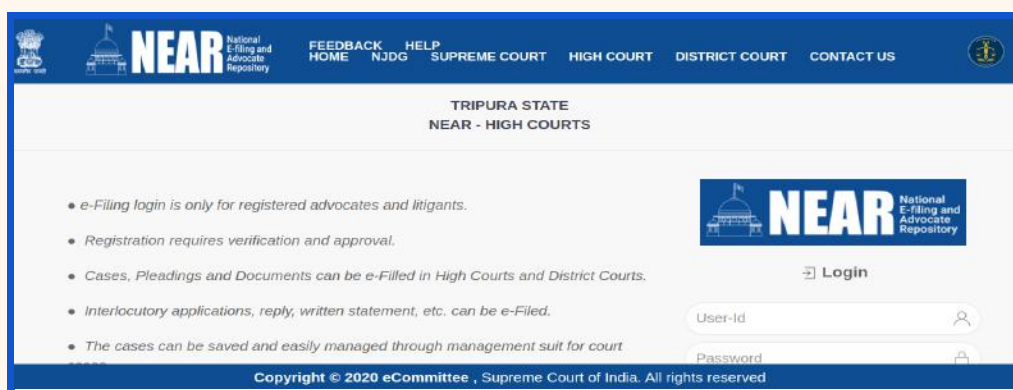 NEAR
National
E-filing and
Advocate
Repository
FEEDBACK HELP
HOME NJDG SUPREME COURT HIGH COURT DISTRICT COURT CONTACT US
TRIPURA STATE
NEAR - HIGH COURTS
● e-Filing login is only for registered advocates and litigants.
● Registration requires verification and approval.
● Cases, Pleadings and Documents can be e-Filled in High Courts and District Courts.
● Interlocutory applications, reply, written statement, etc. can be e-Filed.
● The cases can be saved and easily managed through management suit for court
NEAR
National
E-filing and
Advocate
Repository
Login
User-Id
Password
Copyright © 2020 eCommittee , Supreme Court of India. All rights reserved